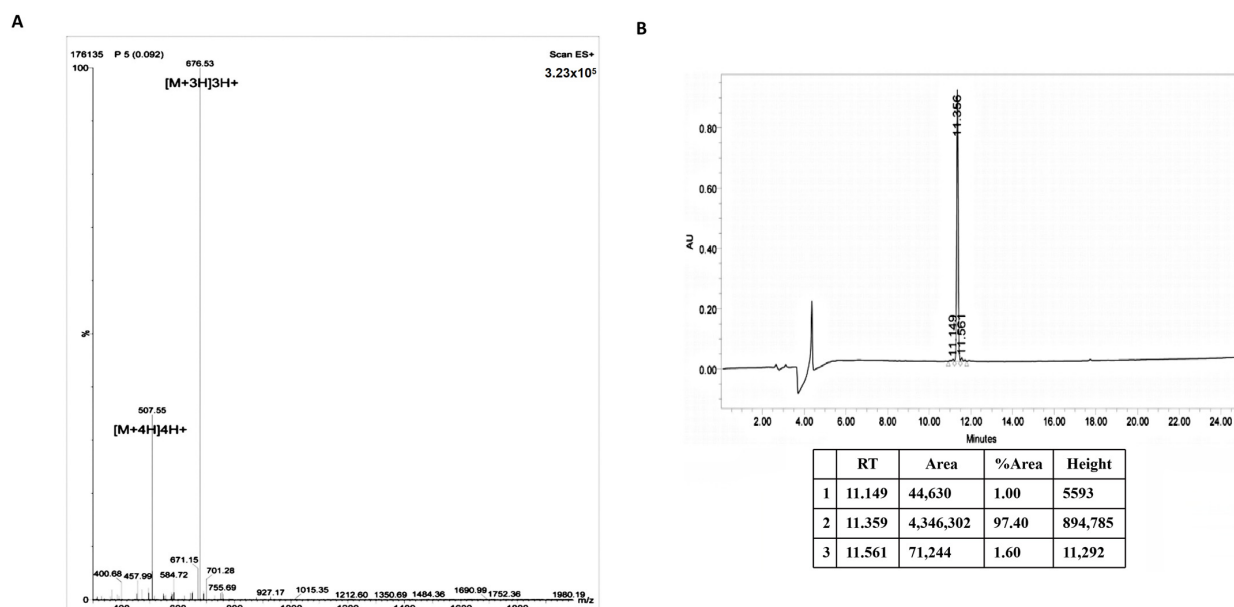 A
176135 P 5 (0.092)
Scan ES+
3.23x10⁵
100
676.53
[M+3H]3H+
%
507.55
[M+4H]4H+
400.68
457.99
584.72
671.15
701.28
755.69
927.17
1015.35
1212.60
1350.69
1484.36
1690.99
1752.36
1980.19
0
m/z
B
AU
0.80
0.60
0.40
0.20
0.00
11.149
11.356
11.561
2.00 4.00 6.00 8.00 10.00 12.00 14.00 16.00 18.00 20.00 22.00 24.00
Minutes
RT Area %Area Height
1 11.149 44,630 1.00 5593
2 11.359 4,346,302 97.40 894,785
3 11.561 71,244 1.60 11,292